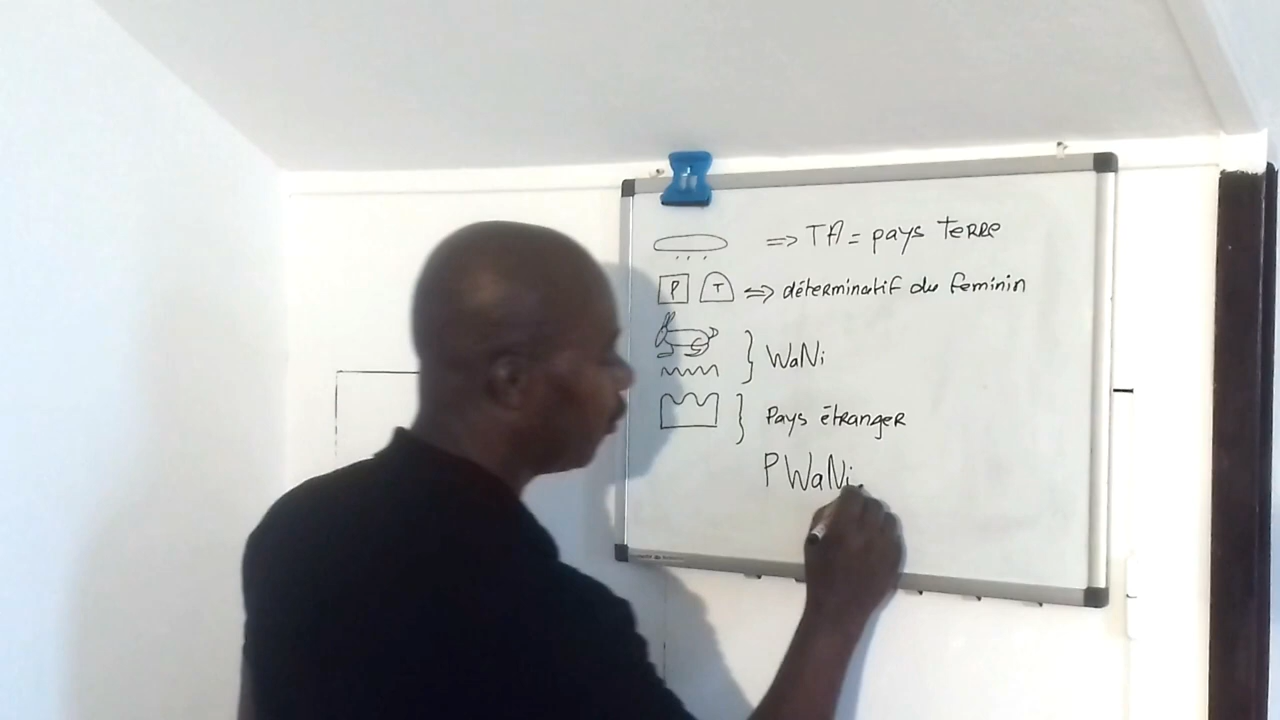 => TA = pays TERRE
P T => déterminatif du feminin
} WaNi
} Pays étranger
PWaNi